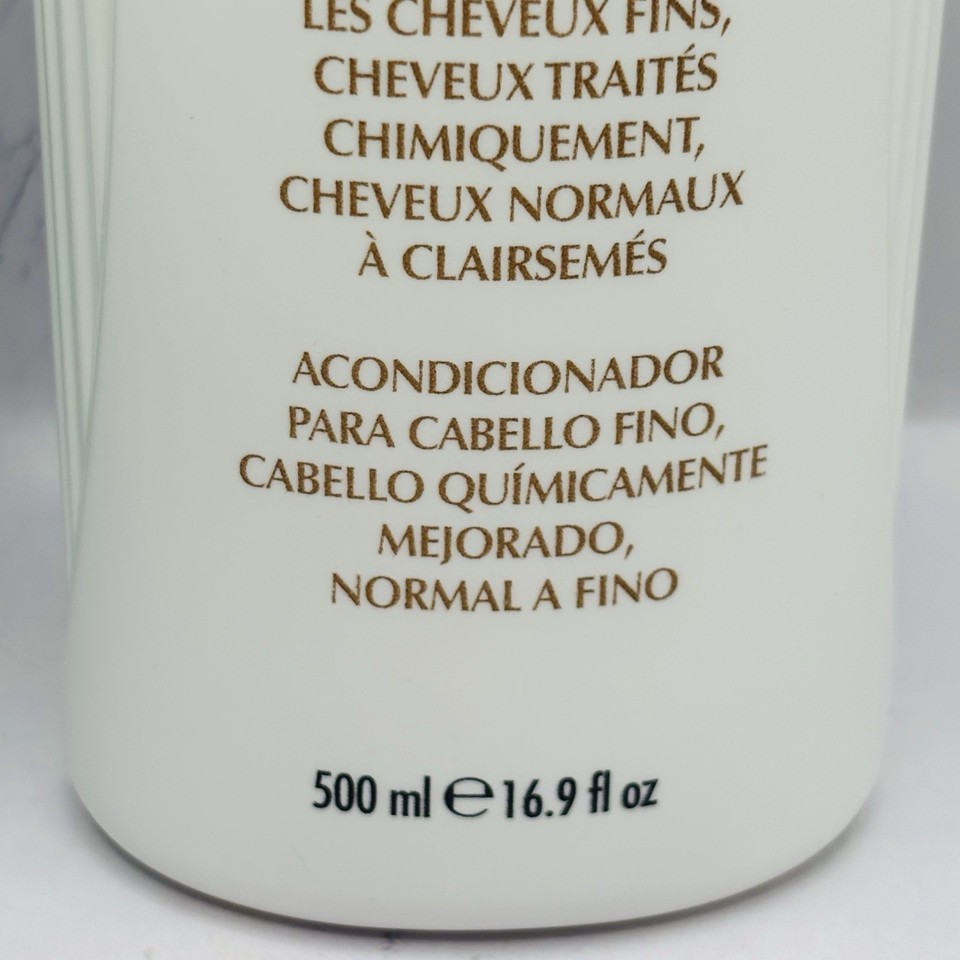 LES CHEVEUX FINS,
CHEVEUX TRAITÉS
CHIMIQUEMENT,
CHEVEUX NORMAUX
À CLAIRSEMÉS
ACONDICIONADOR
PARA CABELLO FINO,
CABELLO QUÍMICAMENTE
MEJORADO,
NORMAL A FINO
500 ml ℮ 16.9 fl oz